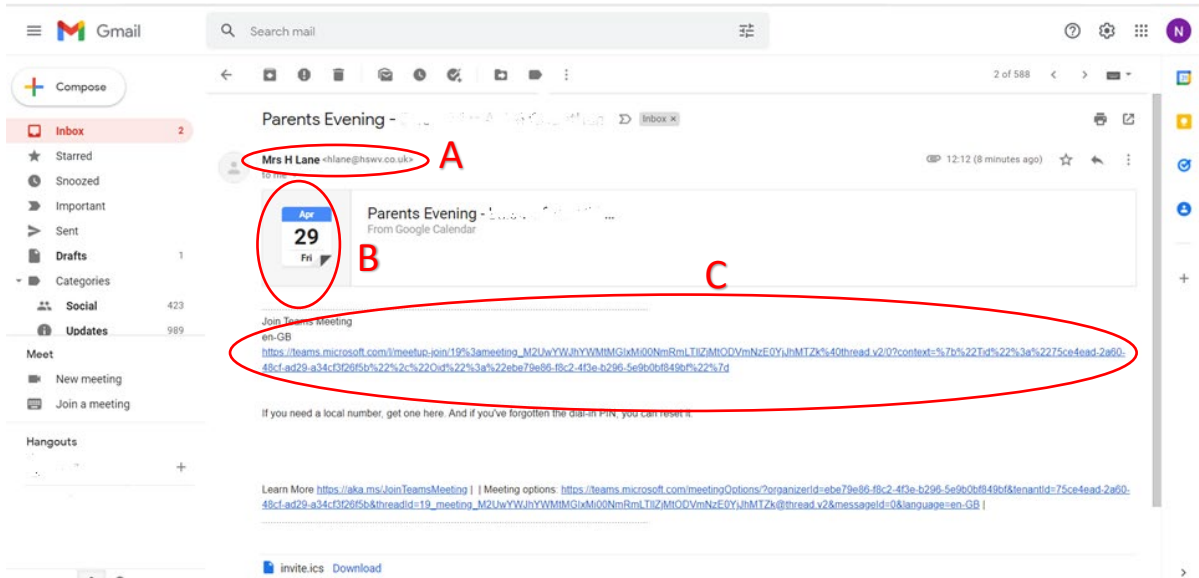 Gmail
Search mail
N
Compose
2 of 588
Inbox 2
Starred
Snoozed
Important
Sent
Drafts 1
Categories
Social 423
Updates 989
Meet
New meeting
Join a meeting
Hangouts
Parents Evening -
Inbox x
Mrs H Lane <hlane@hswv.co.uk> A
to me
12:12 (8 minutes ago)
Apr
29
Fri
B
Parents Evening - ...
From Google Calendar
C
Join Teams Meeting
en-GB
https://teams.microsoft.com/l/meetup-join/19%3ameeting_M2UwYWJhYWMtMGIxMi00NmRmLTllZjMtODVmNzE0YjJhMTZk%40thread.v2/0?context=%7b%22Tid%22%3a%2275ce4ead-2a60-
48cf-ad29-a34cf3f26f5b%22%2c%22Oid%22%3a%22ebe79e86-f8c2-4f3e-b296-5e9b0bf849bf%22%7d
If you need a local number, get one here. And if you've forgotten the dial-in PIN, you can reset it.
Learn More https://aka.ms/JoinTeamsMeeting | | Meeting options: https://teams.microsoft.com/meetingOptions/?organizerId=ebe79e86-f8c2-4f3e-b296-5e9b0bf849bf&tenantId=75ce4ead-2a60-
48cf-ad29-a34cf3f26f5b&threadId=19_meeting_M2UwYWJhYWMtMGIxMi00NmRmLTllZjMtODVmNzE0YjJhMTZk@thread.v2&messageId=0&language=en-GB |
invite.ics Download